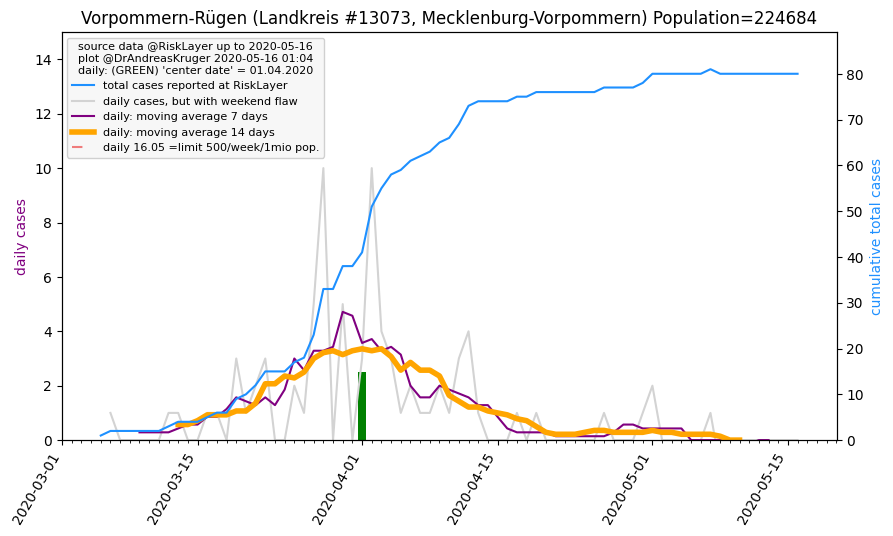 Vorpommern-Rügen (Landkreis #13073, Mecklenburg-Vorpommern) Population=224684
source data @RiskLayer up to 2020-05-16
plot @DrAndreasKruger 2020-05-16 01:04
daily: (GREEN) 'center date' = 01.04.2020
total cases reported at RiskLayer
daily cases, but with weekend flaw
daily: moving average 7 days
daily: moving average 14 days
daily 16.05 =limit 500/week/1mio pop.
daily cases
14
12
10
8
6
4
2
0
80
70
60
50
40
30
20
10
0
cumulative total cases
2020-03-01
2020-03-15
2020-04-01
2020-04-15
2020-05-01
2020-05-15